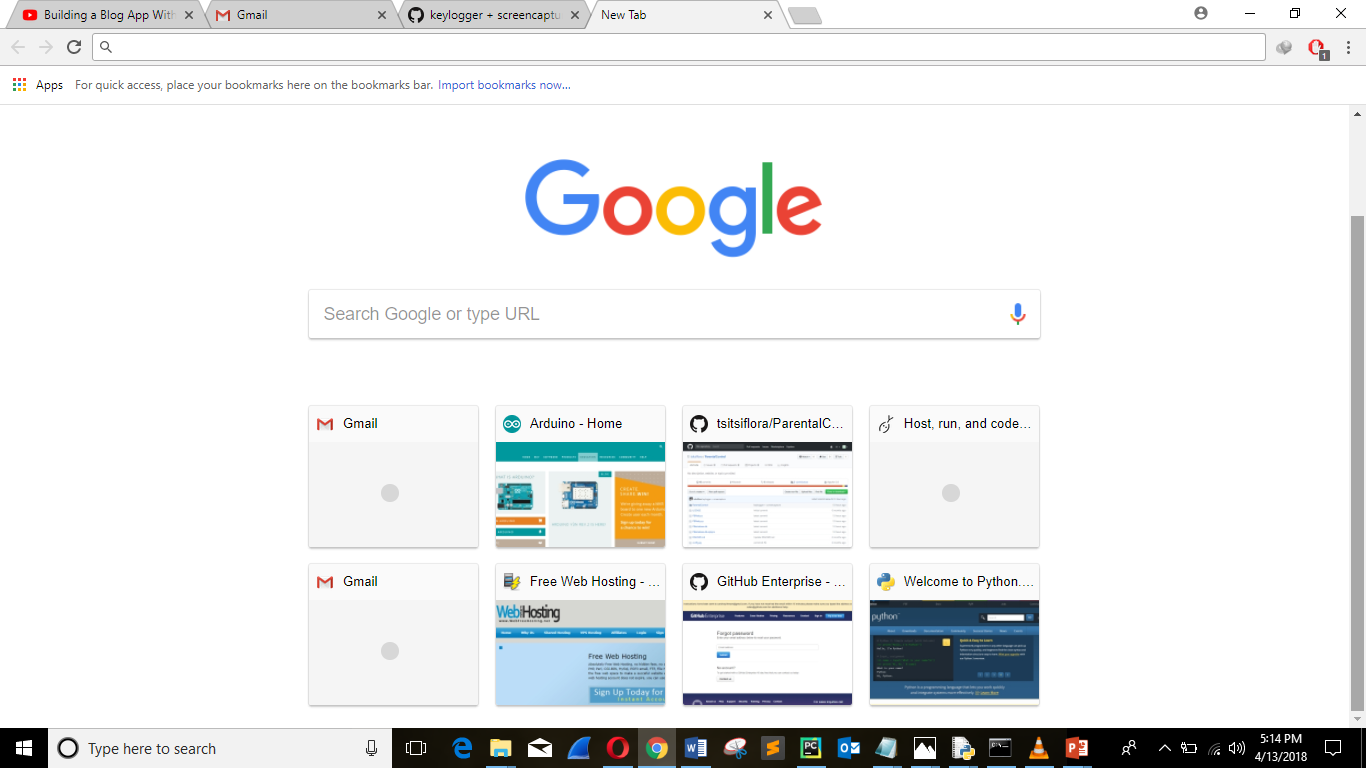 Building a Blog App With
Gmail
keylogger + screencaptu
New Tab
Apps
For quick access, place your bookmarks here on the bookmarks bar. Import bookmarks now...
1
Google
Search Google or type URL
Gmail
Arduino - Home
tsitsiflora/ParentalC...
Host, run, and code...
Gmail
Free Web Hosting - ...
WebiHosting
Free Web Hosting
Sign Up Today for
GitHub Enterprise - ...
Forgot password
Welcome to Python....
python
Type here to search
5:14 PM
4/13/2018